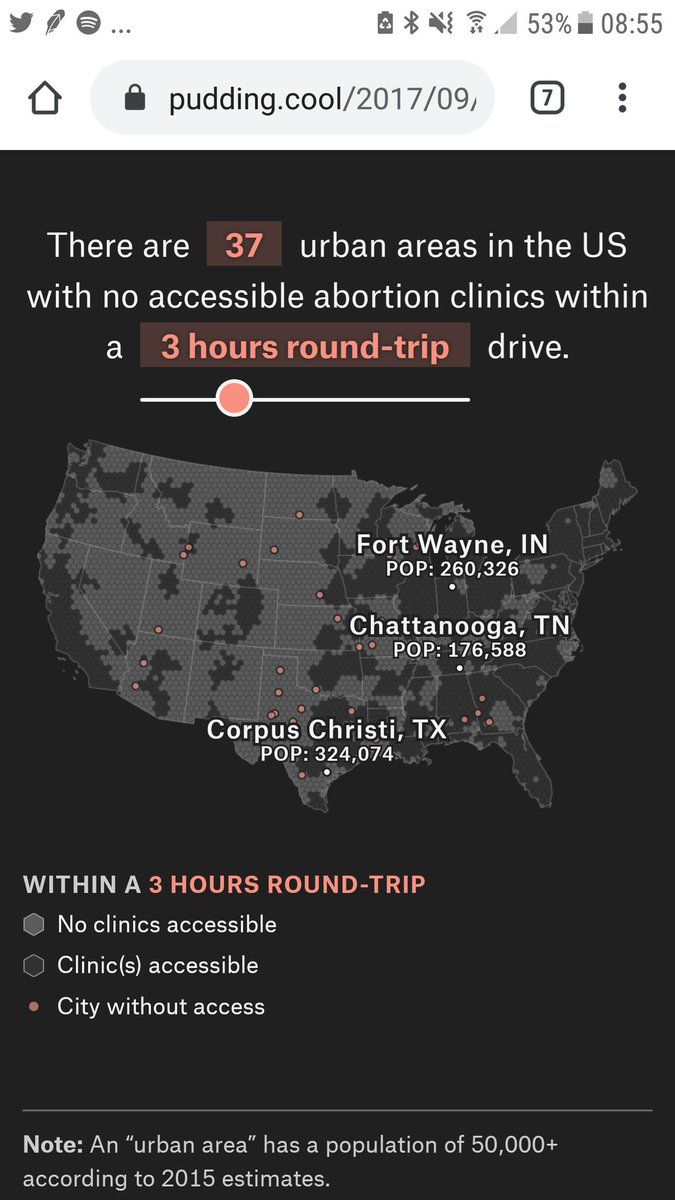 ... 53% 08:55
pudding.cool/2017/09/ 7
There are 37 urban areas in the US
with no accessible abortion clinics within
a 3 hours round-trip drive.
Fort Wayne, IN
POP: 260,326
Chattanooga, TN
POP: 176,588
Corpus Christi, TX
POP: 324,074
WITHIN A 3 HOURS ROUND-TRIP
No clinics accessible
Clinic(s) accessible
City without access
Note: An “urban area” has a population of 50,000+
according to 2015 estimates.